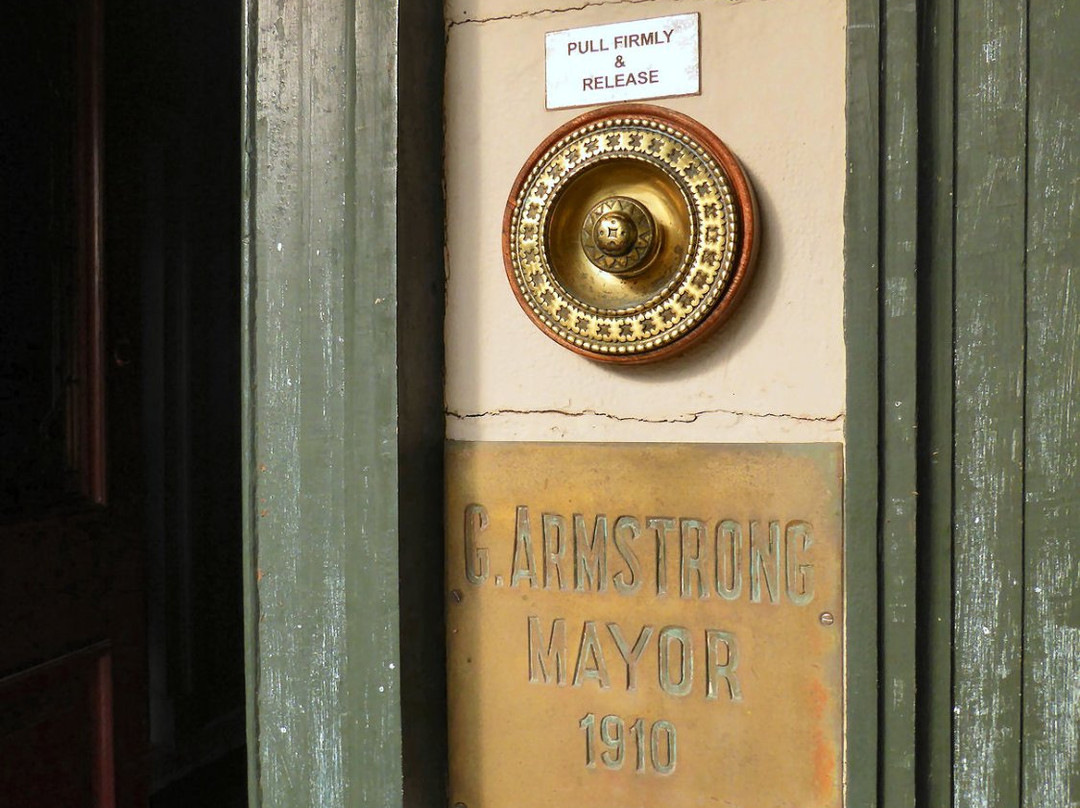 PULL FIRMLY
&
RELEASE
G. ARMSTRONG
MAYOR
1910